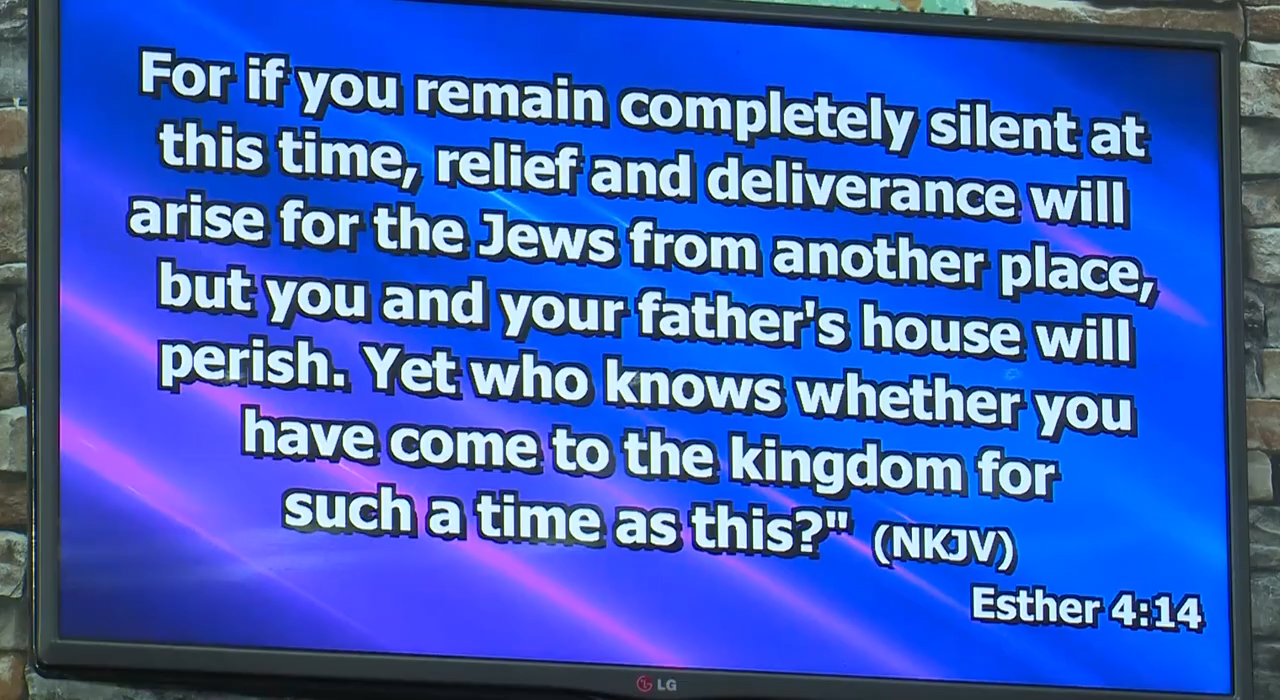 For if you remain completely silent at
this time, relief and deliverance will
arise for the Jews from another place,
but you and your father's house will
perish. Yet who knows whether you
have come to the kingdom for
such a time as this?" (NKJV)
Esther 4:14
LG